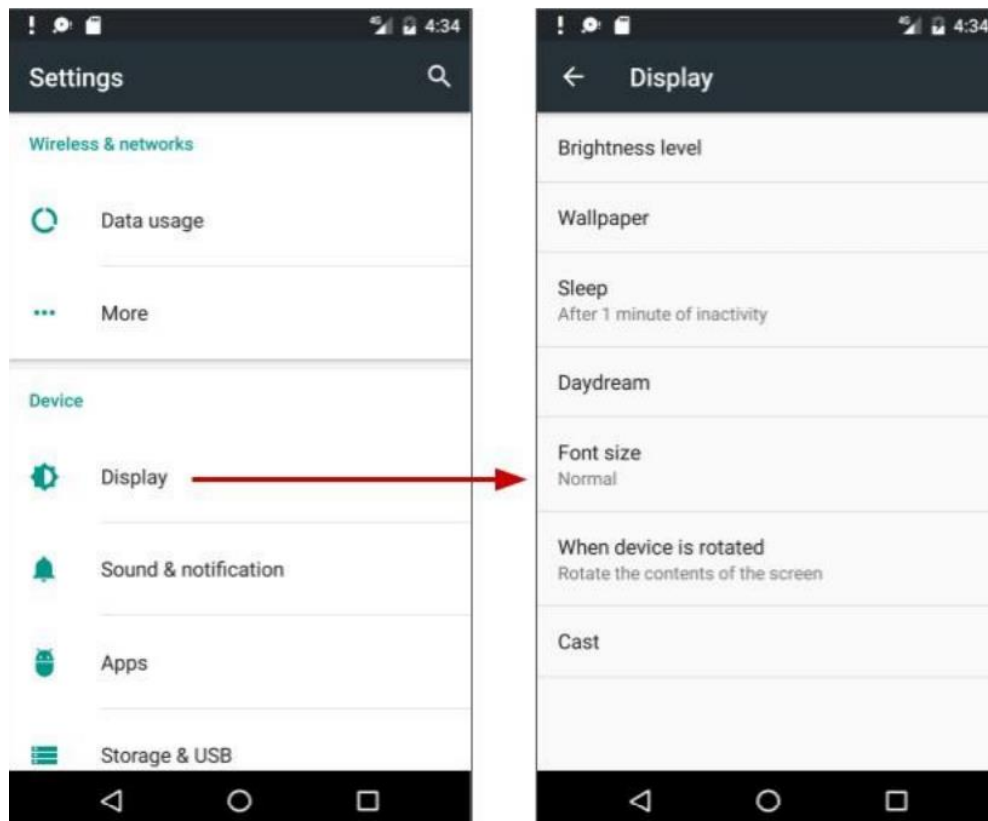 4G 4:34
Settings
Wireless & networks
Data usage
More
Device
Display
Sound & notification
Apps
Storage & USB
4G 4:34
Display
Brightness level
Wallpaper
Sleep
After 1 minute of inactivity
Daydream
Font size
Normal
When device is rotated
Rotate the contents of the screen
Cast